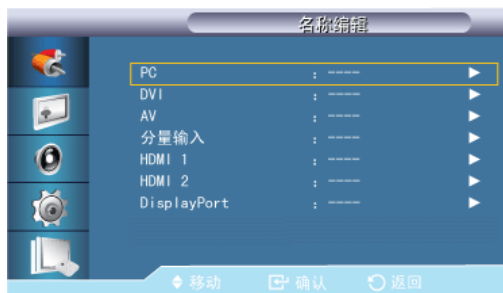 名称编辑
PC : ---- ►
DVI : ---- ►
AV : ---- ►
分量输入 : ---- ►
HDMI 1 : ---- ►
HDMI 2 : ---- ►
DisplayPort : ---- ►
移动 确认 返回